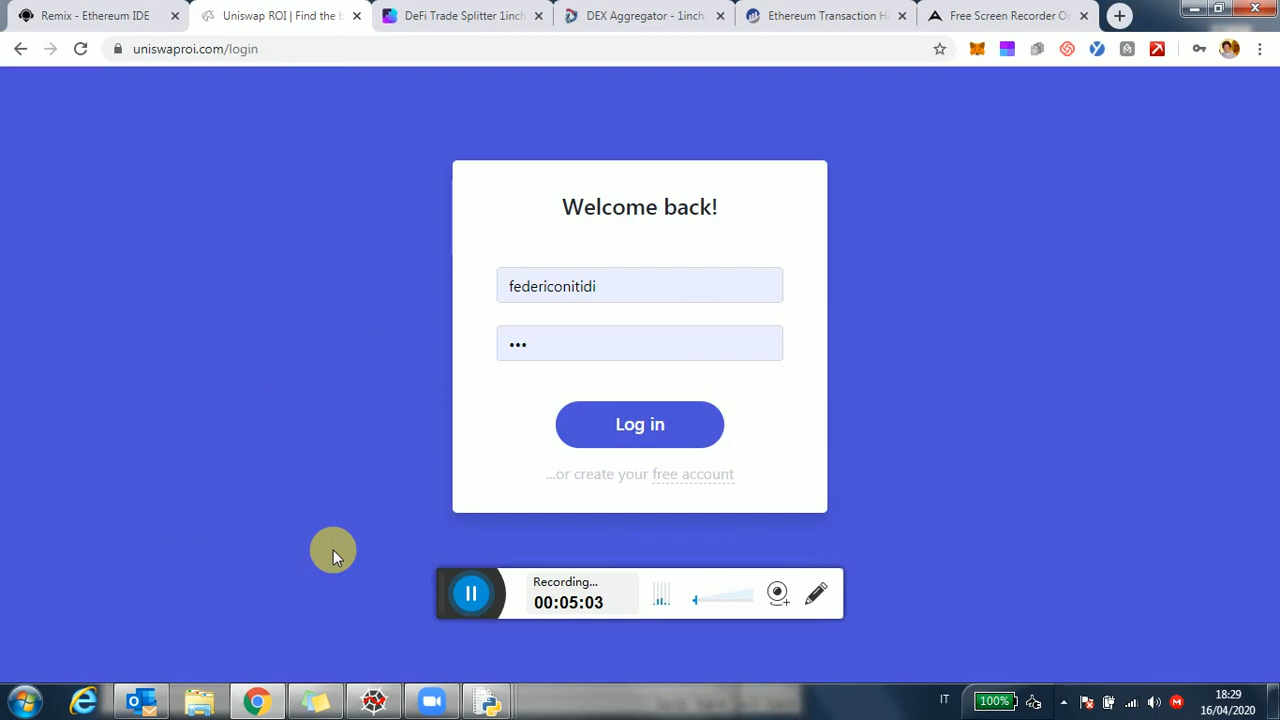 Remix - Ethereum IDE
Uniswap ROI | Find the b
DeFi Trade Splitter 1inch
DEX Aggregator - 1inch.
Ethereum Transaction Ha
Free Screen Recorder On
uniswaproi.com/login
Welcome back!
federiconitidi
•••
Log in
...or create your free account
Recording...
00:05:03
IT
100%
18:29
16/04/2020